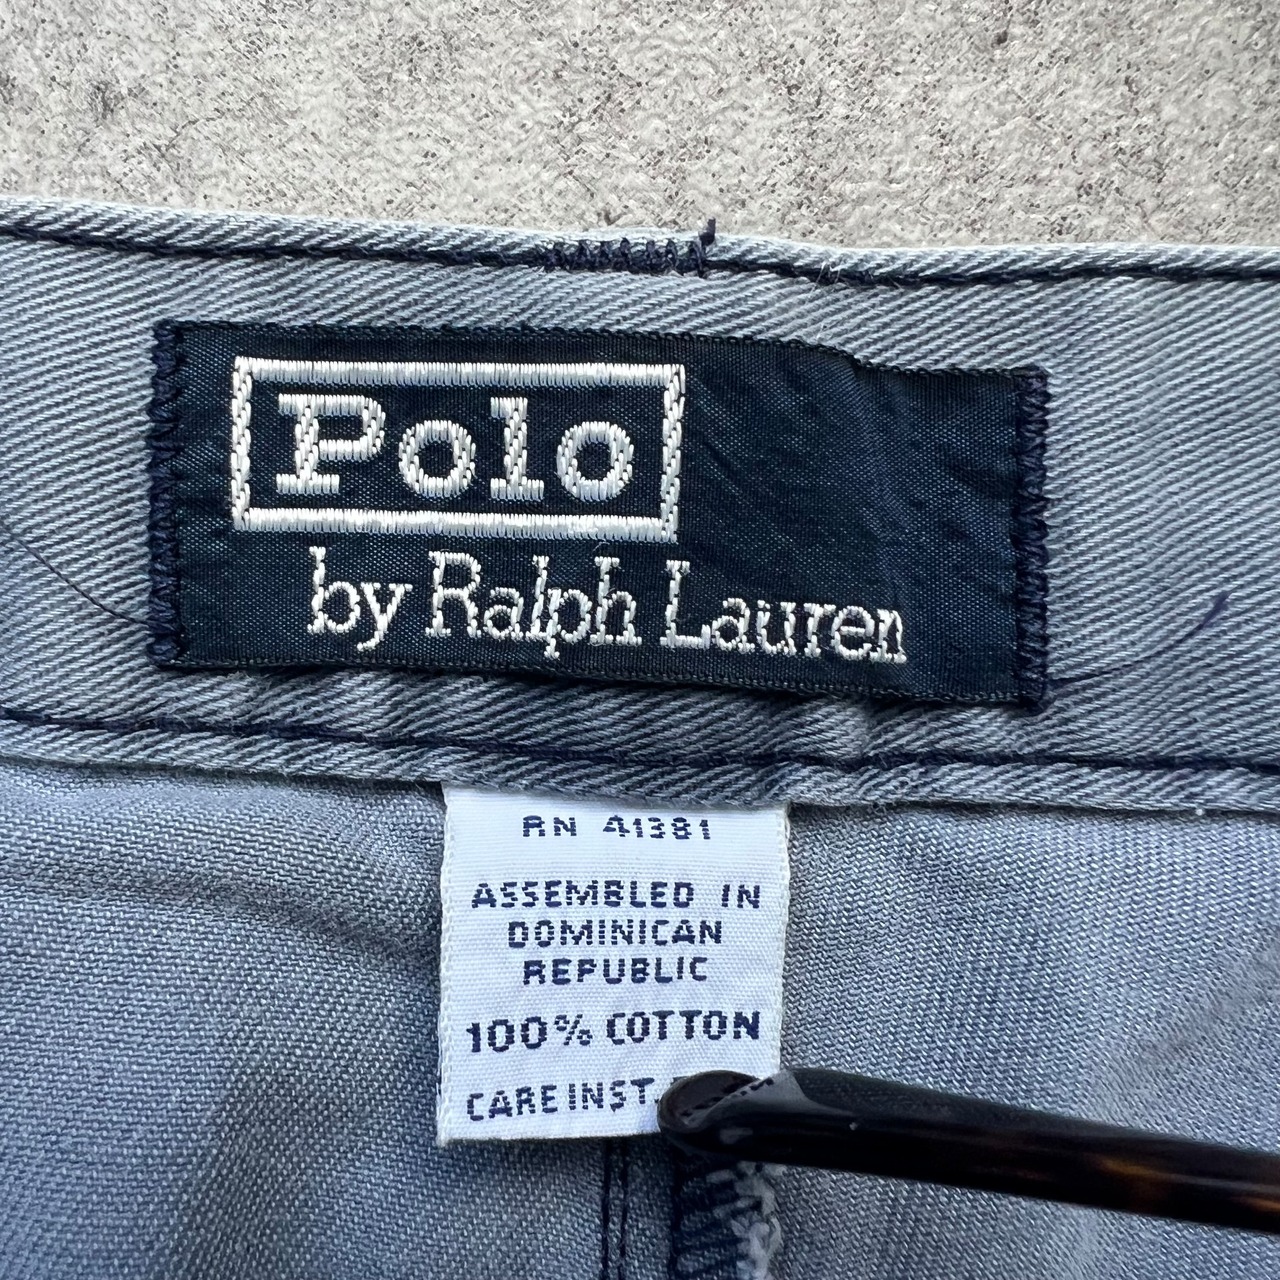 Polo
by Ralph Lauren
RN 41381
ASSEMBLED IN
DOMINICAN
REPUBLIC
100% COTTON
CARE INST.